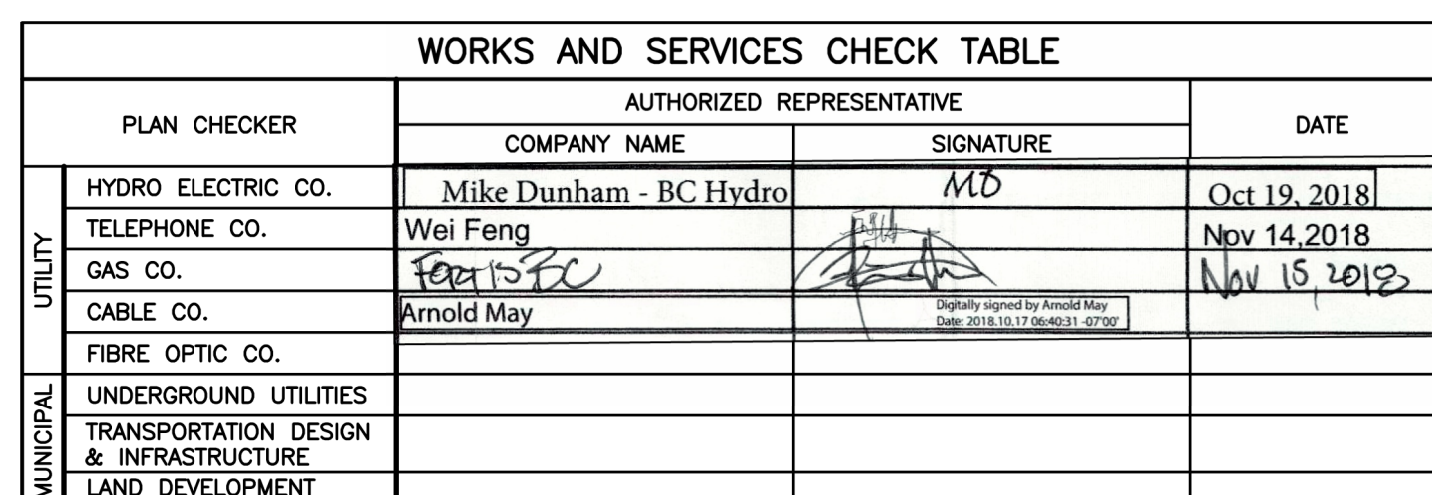 WORKS AND SERVICES CHECK TABLE
PLAN CHECKER
AUTHORIZED REPRESENTATIVE
COMPANY NAME
SIGNATURE
DATE
UTILITY
HYDRO ELECTRIC CO.
Mike Dunham - BC Hydro
MD
Oct 19, 2018
TELEPHONE CO.
Wei Feng
Nov 14,2018
GAS CO.
Fortis BC
Nov 15, 2018
CABLE CO.
Arnold May
Digitally signed by Arnold May
Date: 2018.10.17 06:40:31 -07'00'
FIBRE OPTIC CO.
MUNICIPAL
UNDERGROUND UTILITIES
TRANSPORTATION DESIGN
& INFRASTRUCTURE
LAND DEVELOPMENT